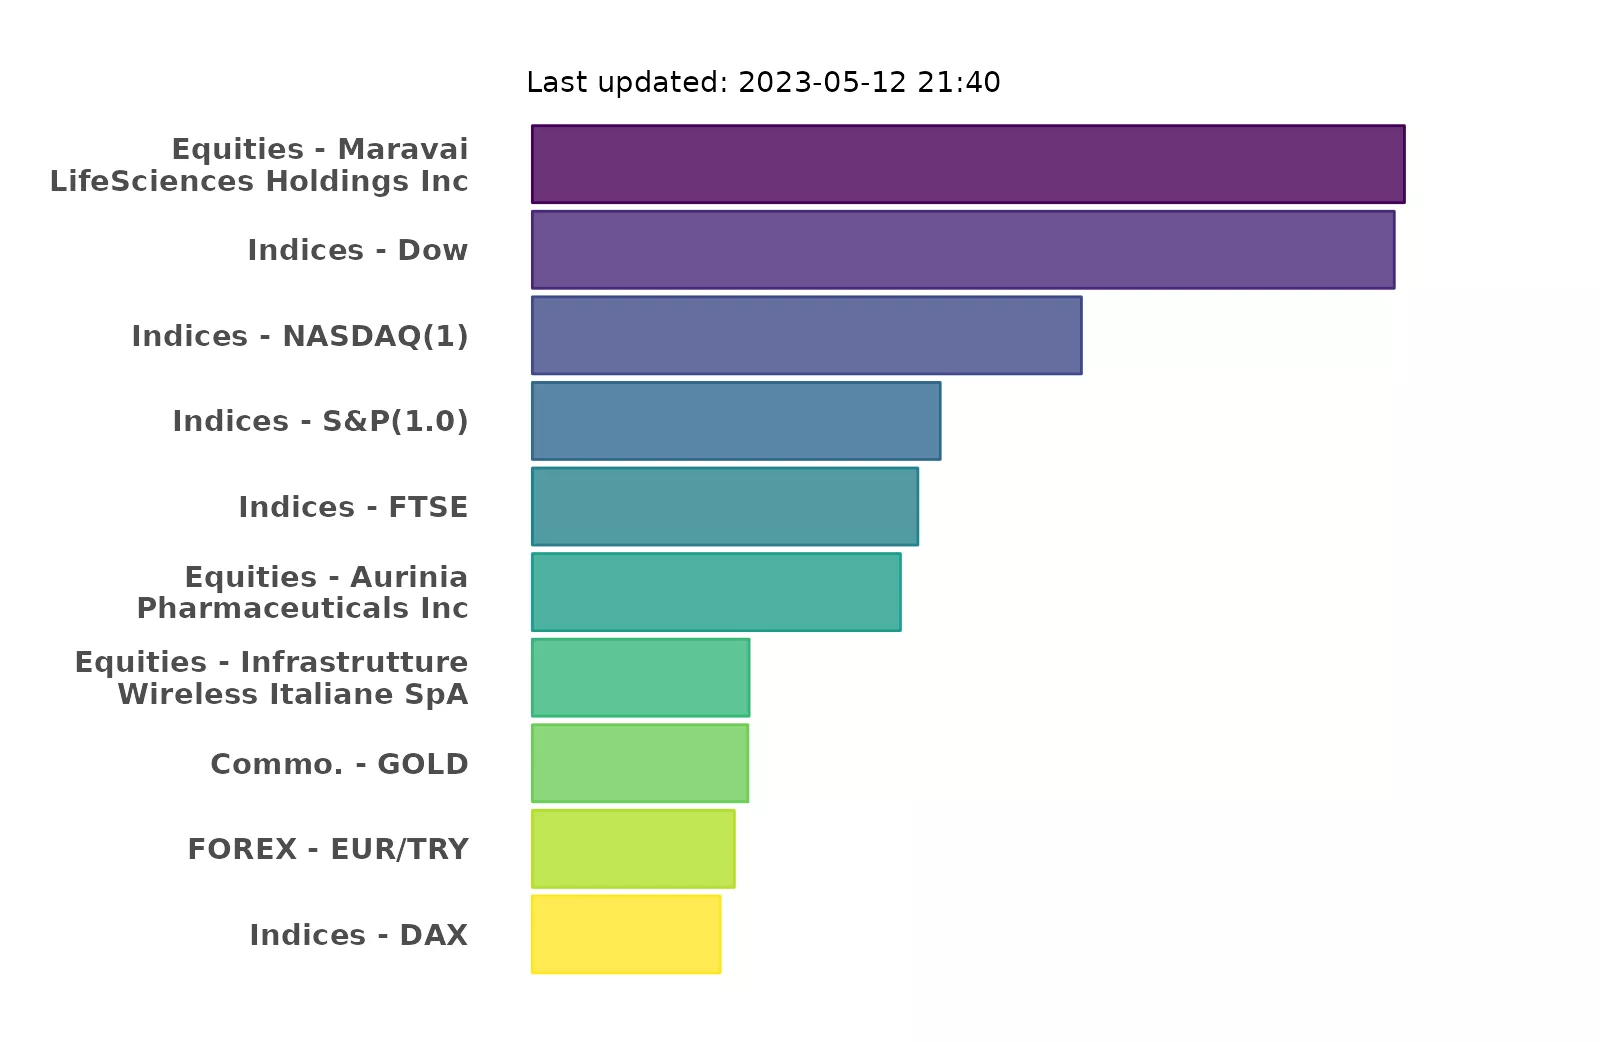 Last updated: 2023-05-12 21:40
Equities - Maravai
LifeSciences Holdings Inc
Indices - Dow
Indices - NASDAQ(1)
Indices - S&P(1.0)
Indices - FTSE
Equities - Aurinia
Pharmaceuticals Inc
Equities - Infrastrutture
Wireless Italiane SpA
Commo. - GOLD
FOREX - EUR/TRY
Indices - DAX